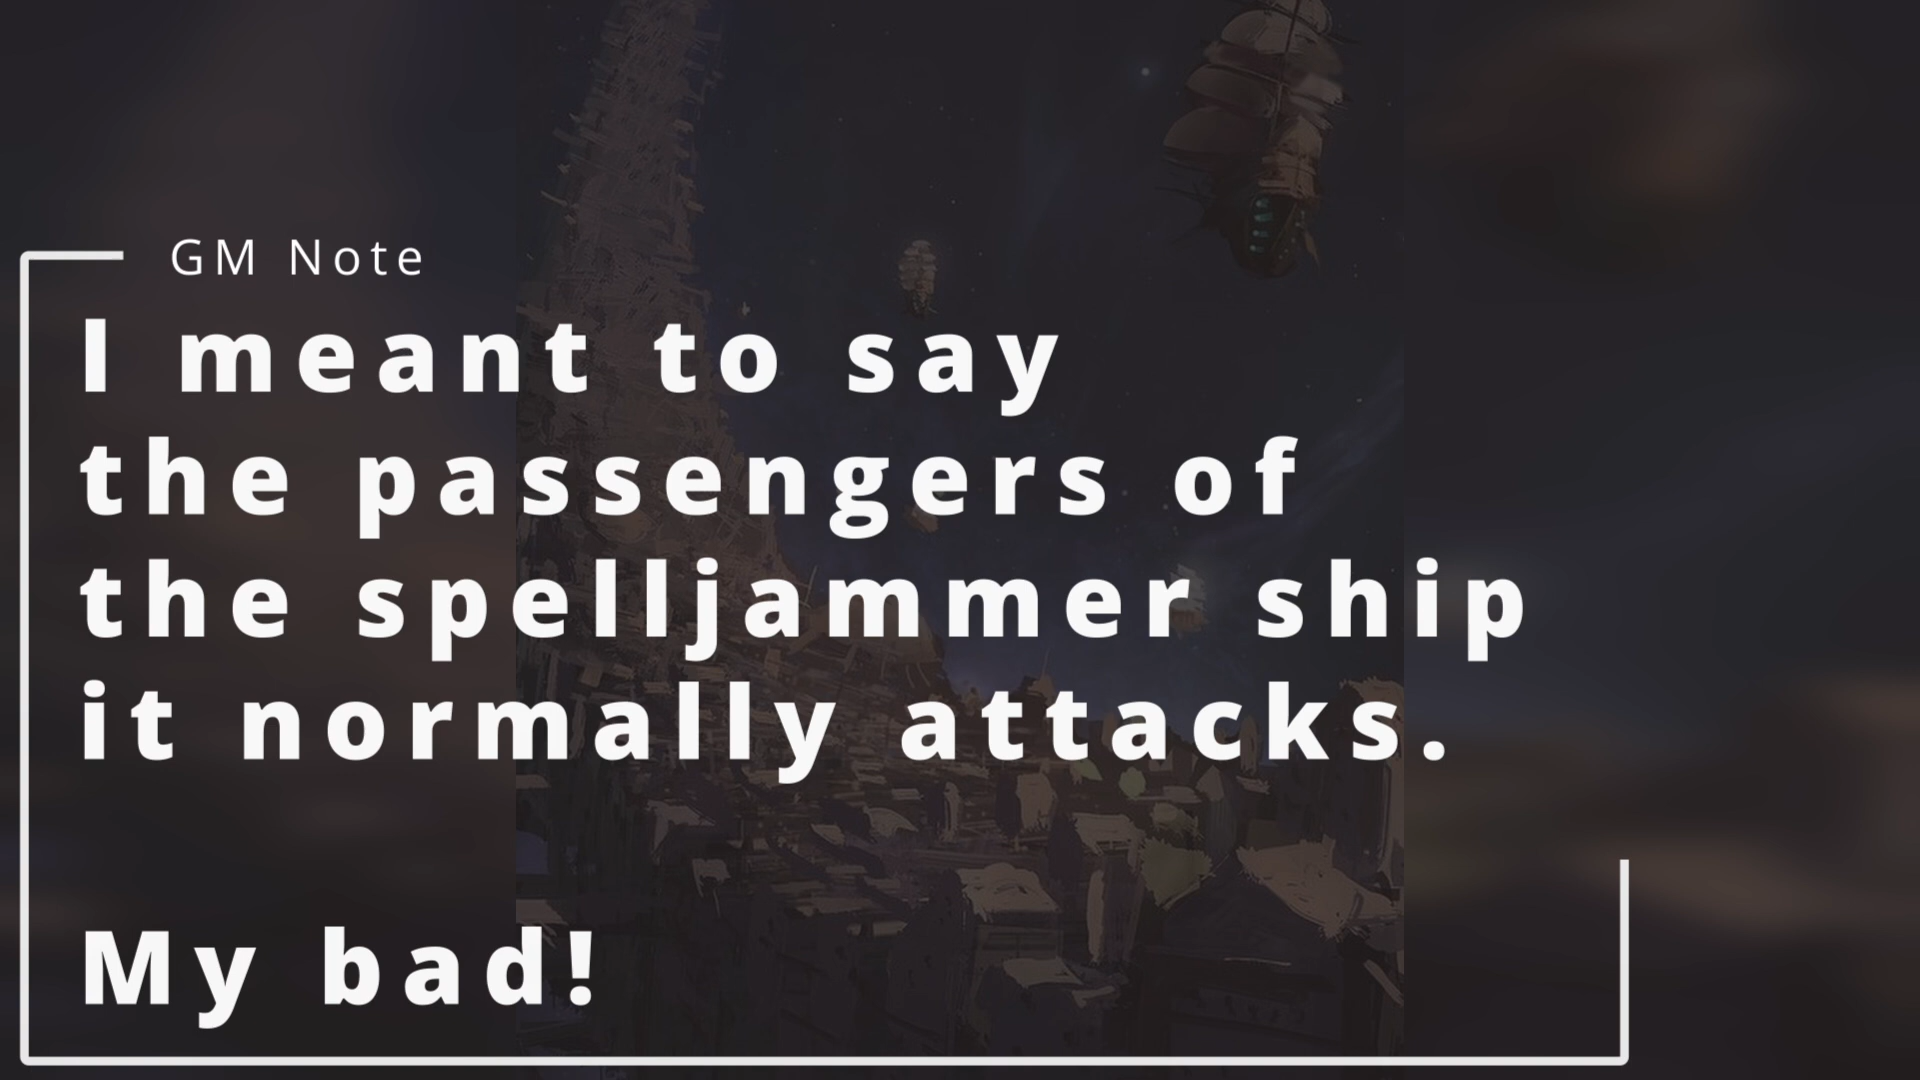 GM Note
I meant to say
the passengers of
the spelljammer ship
it normally attacks.
My bad!